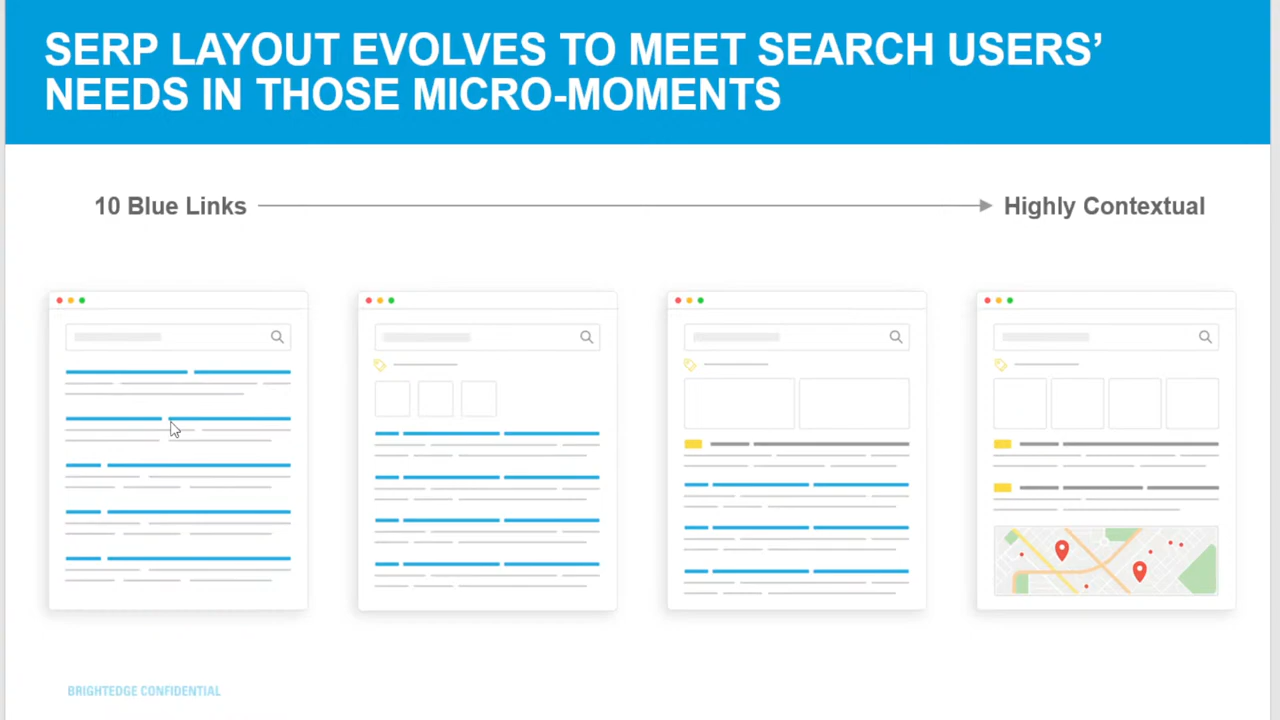 SERP LAYOUT EVOLVES TO MEET SEARCH USERS’
NEEDS IN THOSE MICRO-MOMENTS
10 Blue Links
Highly Contextual
BRIGHTEDGE CONFIDENTIAL